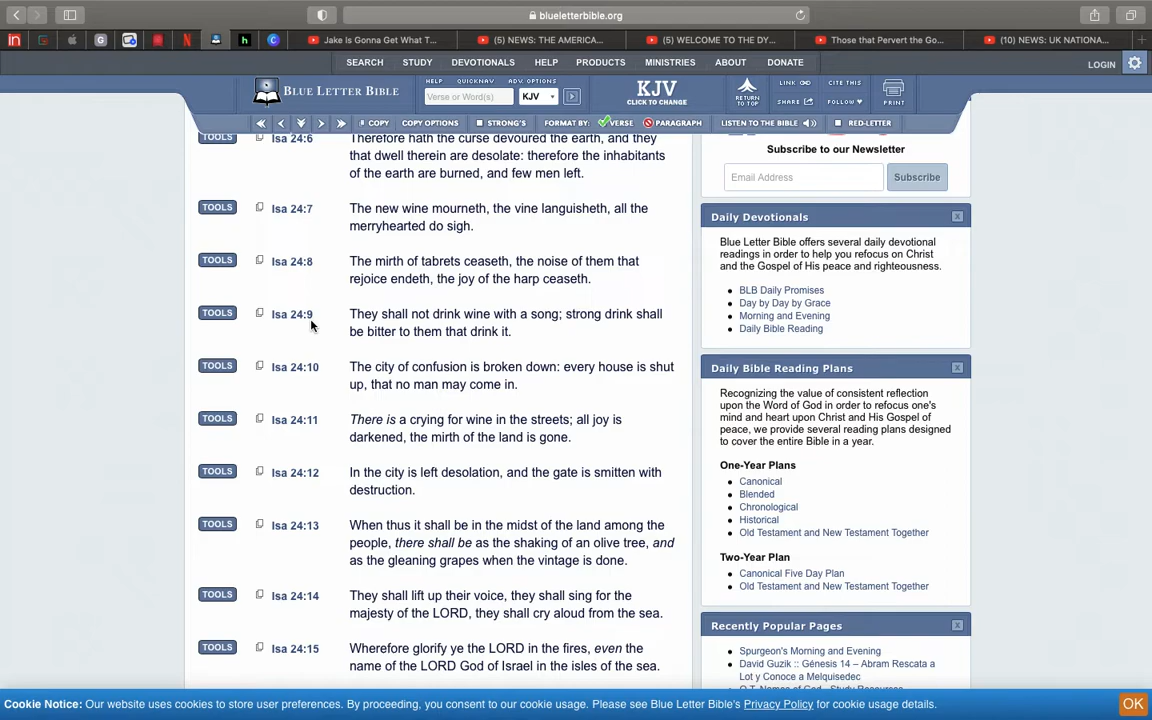 blueletterbible.org
Jake Is Gonna Get What T...
(5) NEWS: THE AMERICA...
(5) WELCOME TO THE DY...
Those that Pervert the Go...
(10) NEWS: UK NATIONA...
SEARCH STUDY DEVOTIONALS HELP PRODUCTS MINISTRIES ABOUT DONATE LOGIN
BLUE LETTER BIBLE
HELP QUICKNAV ADV. OPTIONS
Verse or Word(s) KJV
KJV
CLICK TO CHANGE
RETURN
TO TOP
LINK CITE THIS
SHARE FOLLOW
PRINT
COPY COPY OPTIONS STRONG'S FORMAT BY: VERSE PARAGRAPH LISTEN TO THE BIBLE RED-LETTER
TOOLS Isa 24:6 Therefore hath the curse devoured the earth, and they
that dwell therein are desolate: therefore the inhabitants
of the earth are burned, and few men left.
TOOLS Isa 24:7 The new wine mourneth, the vine languisheth, all the
merryhearted do sigh.
TOOLS Isa 24:8 The mirth of tabrets ceaseth, the noise of them that
rejoice endeth, the joy of the harp ceaseth.
TOOLS Isa 24:9 They shall not drink wine with a song; strong drink shall
be bitter to them that drink it.
TOOLS Isa 24:10 The city of confusion is broken down: every house is shut
up, that no man may come in.
TOOLS Isa 24:11 There is a crying for wine in the streets; all joy is
darkened, the mirth of the land is gone.
TOOLS Isa 24:12 In the city is left desolation, and the gate is smitten with
destruction.
TOOLS Isa 24:13 When thus it shall be in the midst of the land among the
people, there shall be as the shaking of an olive tree, and
as the gleaning grapes when the vintage is done.
TOOLS Isa 24:14 They shall lift up their voice, they shall sing for the
majesty of the LORD, they shall cry aloud from the sea.
TOOLS Isa 24:15 Wherefore glorify ye the LORD in the fires, even the
name of the LORD God of Israel in the isles of the sea.
Subscribe to our Newsletter
Email Address Subscribe
Daily Devotionals
Blue Letter Bible offers several daily devotional
readings in order to help you refocus on Christ
and the Gospel of His peace and righteousness.
BLB Daily Promises
Day by Day by Grace
Morning and Evening
Daily Bible Reading
Daily Bible Reading Plans
Recognizing the value of consistent reflection
upon the Word of God in order to refocus one's
mind and heart upon Christ and His Gospel of
peace, we provide several reading plans designed
to cover the entire Bible in a year.
One-Year Plans
Canonical
Blended
Chronological
Historical
Old Testament and New Testament Together
Two-Year Plan
Canonical Five Day Plan
Old Testament and New Testament Together
Recently Popular Pages
Spurgeon's Morning and Evening
David Guzik :: Génesis 14 – Abram Rescata a
Lot y Conoce a Melquisedec
Cookie Notice: Our website uses cookies to store user preferences. By proceeding, you consent to our cookie usage. Please see Blue Letter Bible's Privacy Policy for cookie usage details. OK